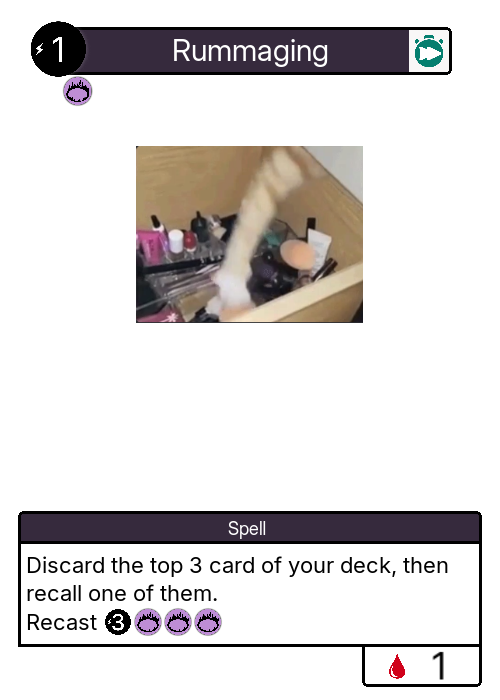 1 Rummaging
Spell
Discard the top 3 card of your deck, then
recall one of them.
Recast 3
1